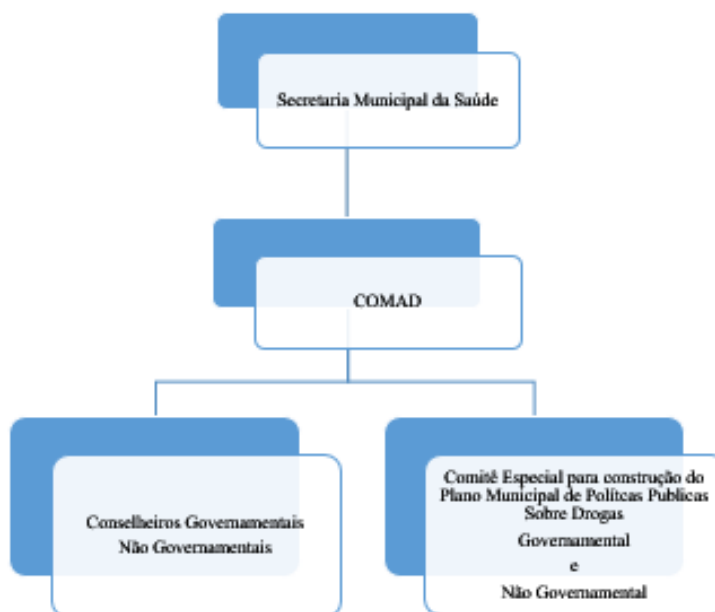 Secretaria Municipal da Saúde
COMAD
Conselheiros Governamentais
Não Governamentais
Comitê Especial para construção do
Plano Municipal de Polítcas Publicas
Sobre Drogas
Governamental
e
Não Governamental